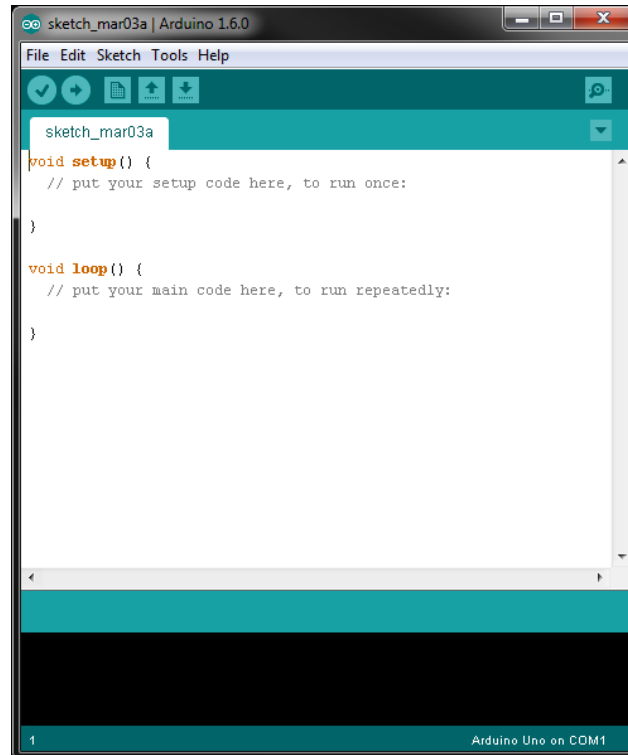 sketch_mar03a | Arduino 1.6.0
File Edit Sketch Tools Help
sketch_mar03a
void setup() {
  // put your setup code here, to run once:

}

void loop() {
  // put your main code here, to run repeatedly:

}
1
Arduino Uno on COM1